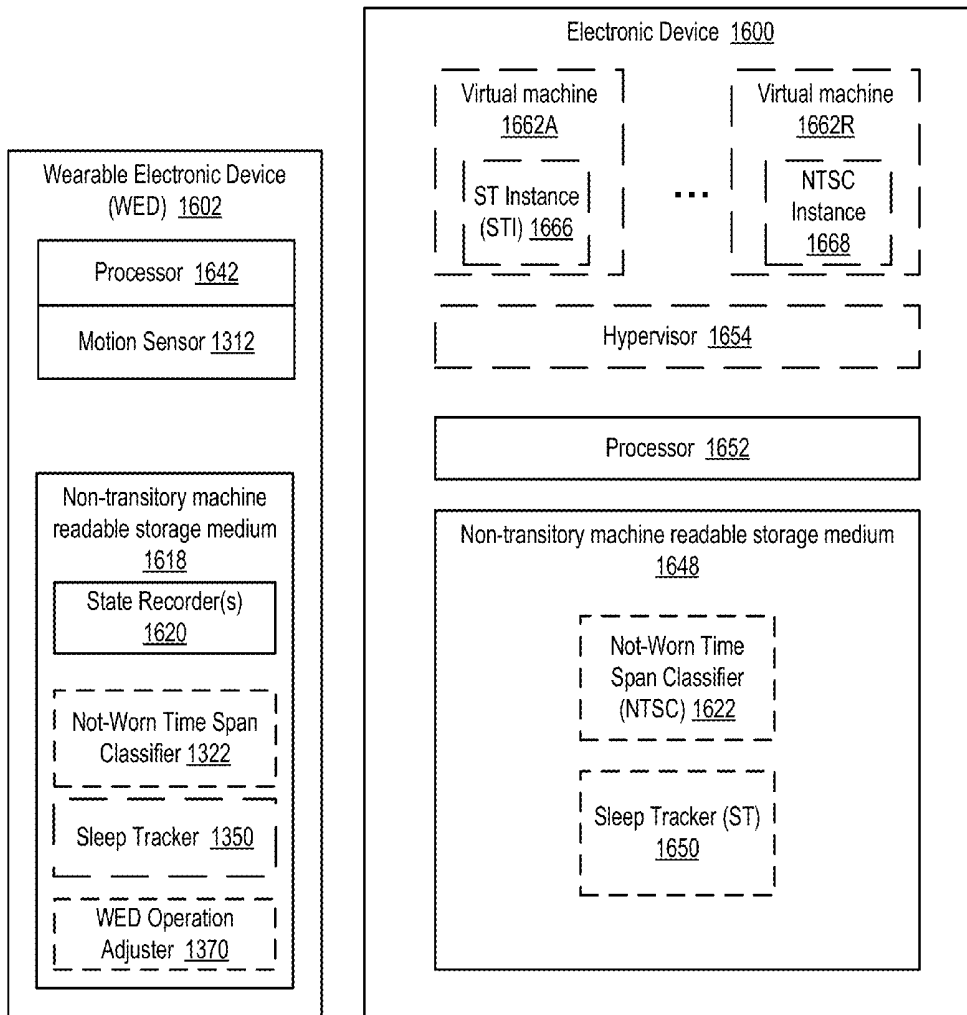 Wearable Electronic Device
(WED) 1602
Processor 1642
Motion Sensor 1312
Non-transitory machine
readable storage medium
1618
State Recorder(s)
1620
Not-Worn Time Span
Classifier 1322
Sleep Tracker 1350
WED Operation
Adjuster 1370
Electronic Device 1600
Virtual machine
1662A
ST Instance
(STI) 1666
...
Virtual machine
1662R
NTSC
Instance
1668
Hypervisor 1654
Processor 1652
Non-transitory machine readable storage medium
1648
Not-Worn Time
Span Classifier
(NTSC) 1622
Sleep Tracker (ST)
1650